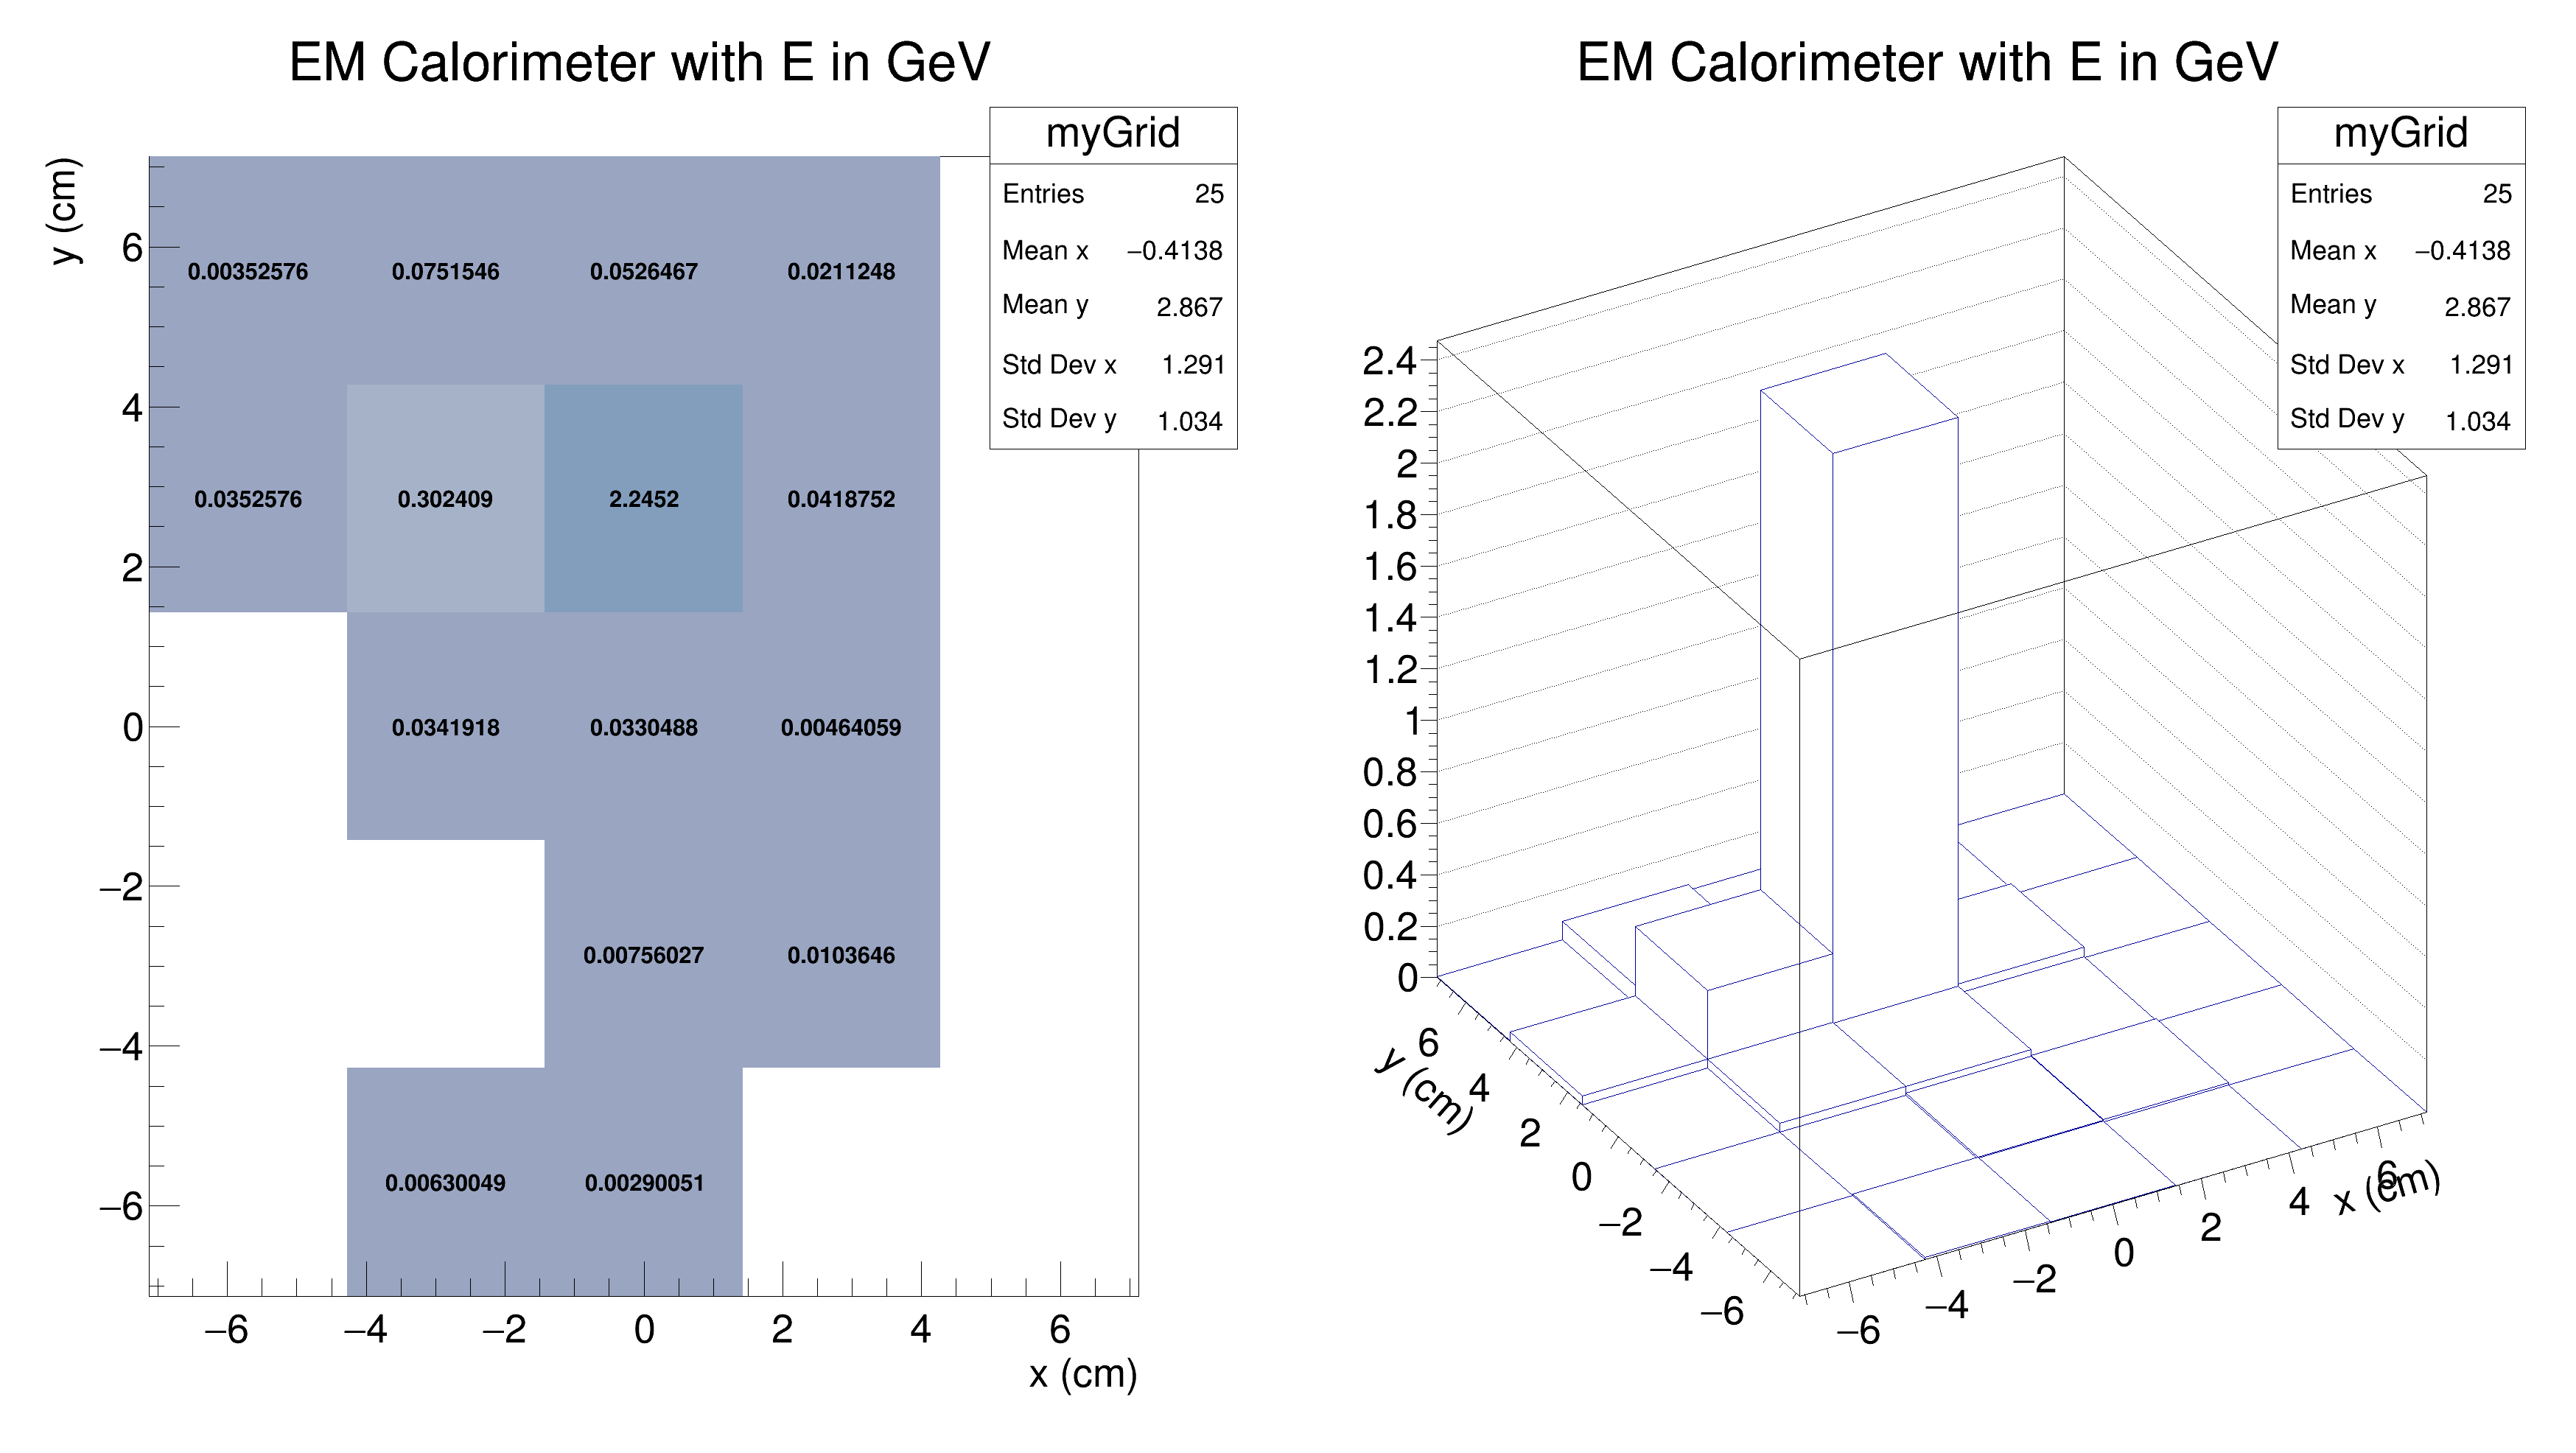 EM Calorimeter with E in GeV
myGrid
Entries 25
Mean x −0.4138
Mean y 2.867
Std Dev x 1.291
Std Dev y 1.034
y (cm)
6
4
2
0
−2
−4
−6
0.00352576 0.0751546 0.0526467 0.0211248
0.0352576 0.302409 2.2452 0.0418752
0.0341918 0.0330488 0.00464059
0.00756027 0.0103646
0.00630049 0.00290051
−6 −4 −2 0 2 4 6
x (cm)
EM Calorimeter with E in GeV
myGrid
Entries 25
Mean x −0.4138
Mean y 2.867
Std Dev x 1.291
Std Dev y 1.034
2.4
2.2
2
1.8
1.6
1.4
1.2
1
0.8
0.6
0.4
0.2
0
6
4
2
0
−2
−4
−6
y (cm)
−6
−4
−2
0
2
4
6
x (cm)